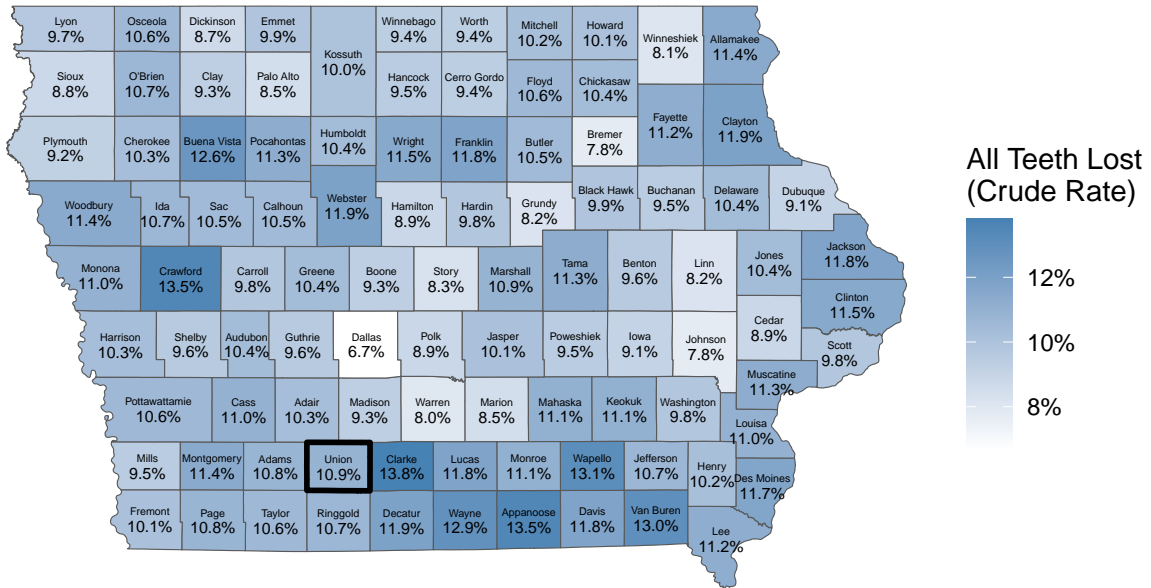 Lyon
9.7%
Osceola
10.6%
Dickinson
8.7%
Emmet
9.9%
Kossuth
10.0%
Winnebago
9.4%
Worth
9.4%
Mitchell
10.2%
Howard
10.1%
Winneshiek
8.1%
Allamakee
11.4%
Sioux
8.8%
O'Brien
10.7%
Clay
9.3%
Palo Alto
8.5%
Hancock
9.5%
Cerro Gordo
9.4%
Floyd
10.6%
Chickasaw
10.4%
Fayette
11.2%
Clayton
11.9%
Plymouth
9.2%
Cherokee
10.3%
Buena Vista
12.6%
Pocahontas
11.3%
Humboldt
10.4%
Wright
11.5%
Franklin
11.8%
Butler
10.5%
Bremer
7.8%
Woodbury
11.4%
Ida
10.7%
Sac
10.5%
Calhoun
10.5%
Webster
11.9%
Hamilton
8.9%
Hardin
9.8%
Grundy
8.2%
Black Hawk
9.9%
Buchanan
9.5%
Delaware
10.4%
Dubuque
9.1%
Monona
11.0%
Crawford
13.5%
Carroll
9.8%
Greene
10.4%
Boone
9.3%
Story
8.3%
Marshall
10.9%
Tama
11.3%
Benton
9.6%
Linn
8.2%
Jones
10.4%
Jackson
11.8%
Clinton
11.5%
Harrison
10.3%
Shelby
9.6%
Audubon
10.4%
Guthrie
9.6%
Dallas
6.7%
Polk
8.9%
Jasper
10.1%
Poweshiek
9.5%
Iowa
9.1%
Johnson
7.8%
Cedar
8.9%
Scott
9.8%
Muscatine
11.3%
Pottawattamie
10.6%
Cass
11.0%
Adair
10.3%
Madison
9.3%
Warren
8.0%
Marion
8.5%
Mahaska
11.1%
Keokuk
11.1%
Washington
9.8%
Louisa
11.0%
Mills
9.5%
Montgomery
11.4%
Adams
10.8%
Union
10.9%
Clarke
13.8%
Lucas
11.8%
Monroe
11.1%
Wapello
13.1%
Jefferson
10.7%
Henry
10.2%
Des Moines
11.7%
Fremont
10.1%
Page
10.8%
Taylor
10.6%
Ringgold
10.7%
Decatur
11.9%
Wayne
12.9%
Appanoose
13.5%
Davis
11.8%
Van Buren
13.0%
Lee
11.2%
All Teeth Lost
(Crude Rate)
12%
10%
8%